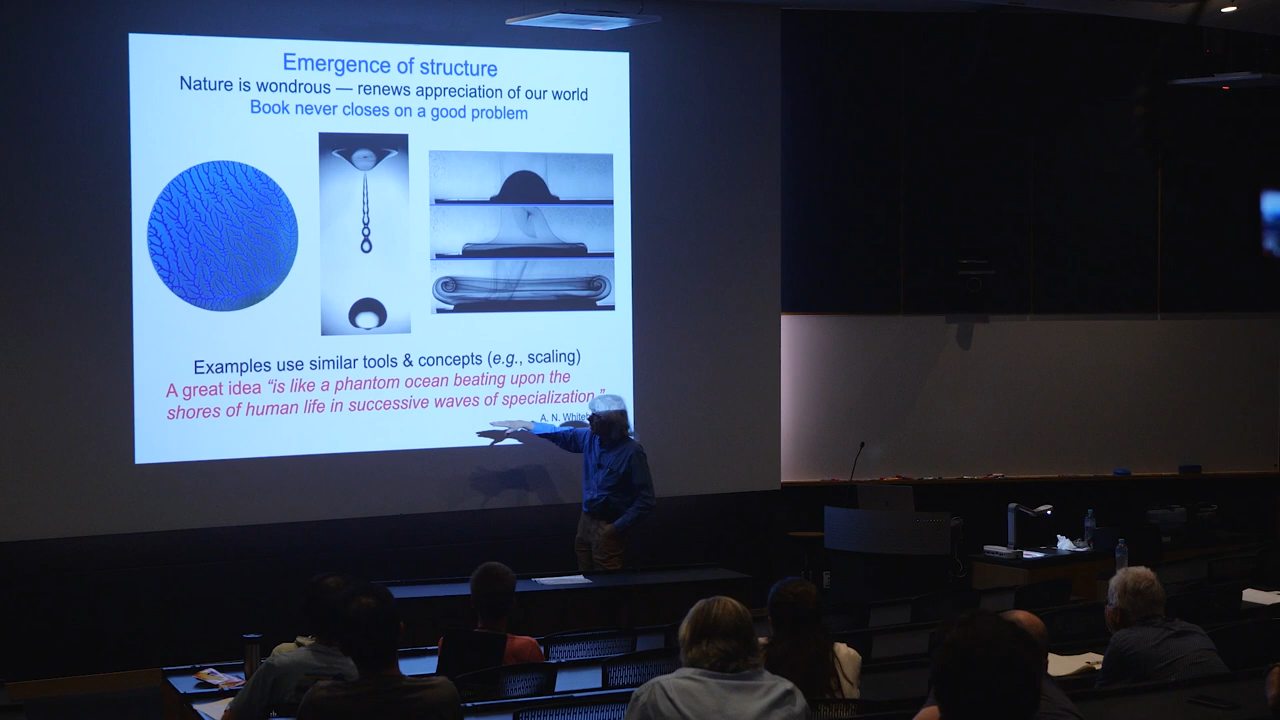 Emergence of structure
Nature is wondrous — renews appreciation of our world
Book never closes on a good problem
Examples use similar tools & concepts (e.g., scaling)
A great idea “is like a phantom ocean beating upon the
shores of human life in successive waves of specialization.”
A. N.